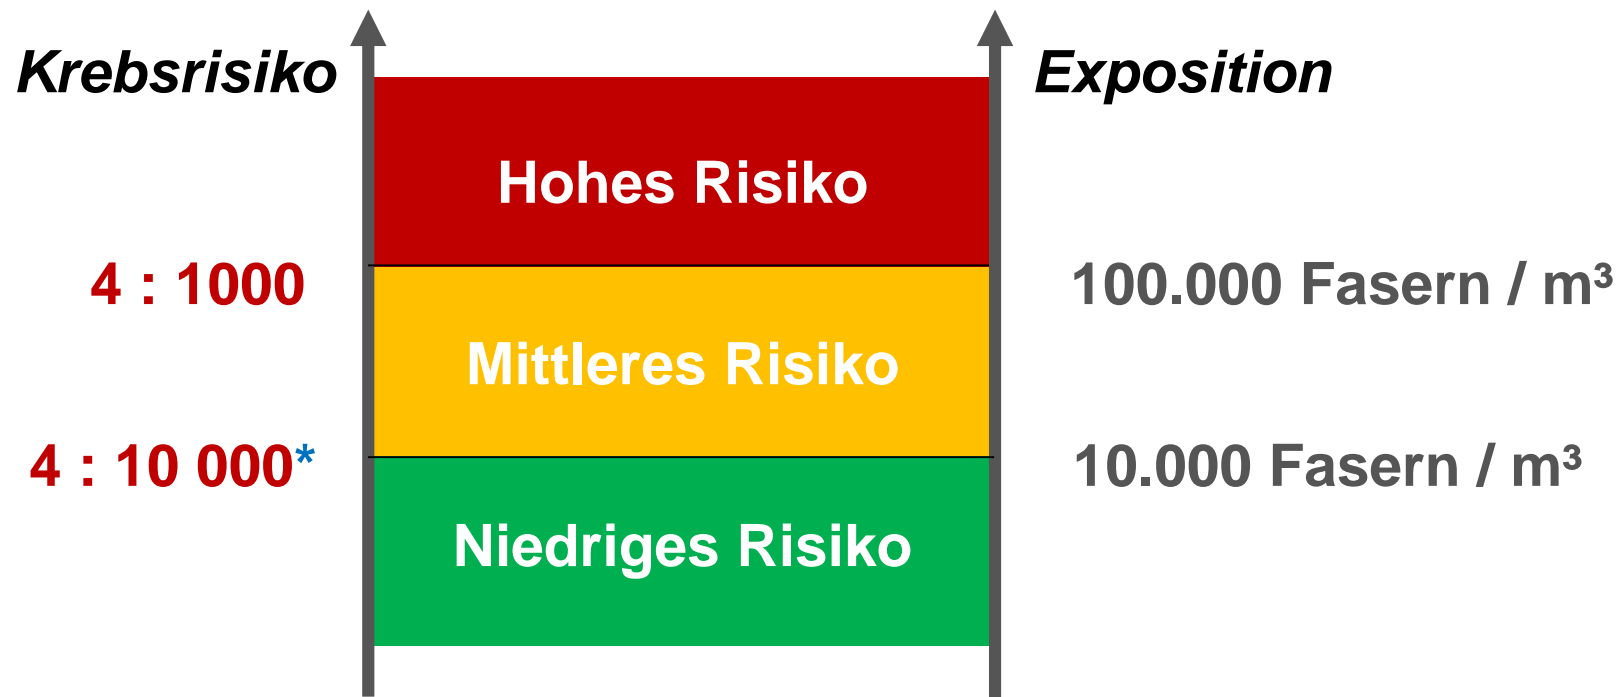 Krebsrisiko
Exposition
Hohes Risiko
4 : 1000
100.000 Fasern / m³
Mittleres Risiko
4 : 10 000*
10.000 Fasern / m³
Niedriges Risiko